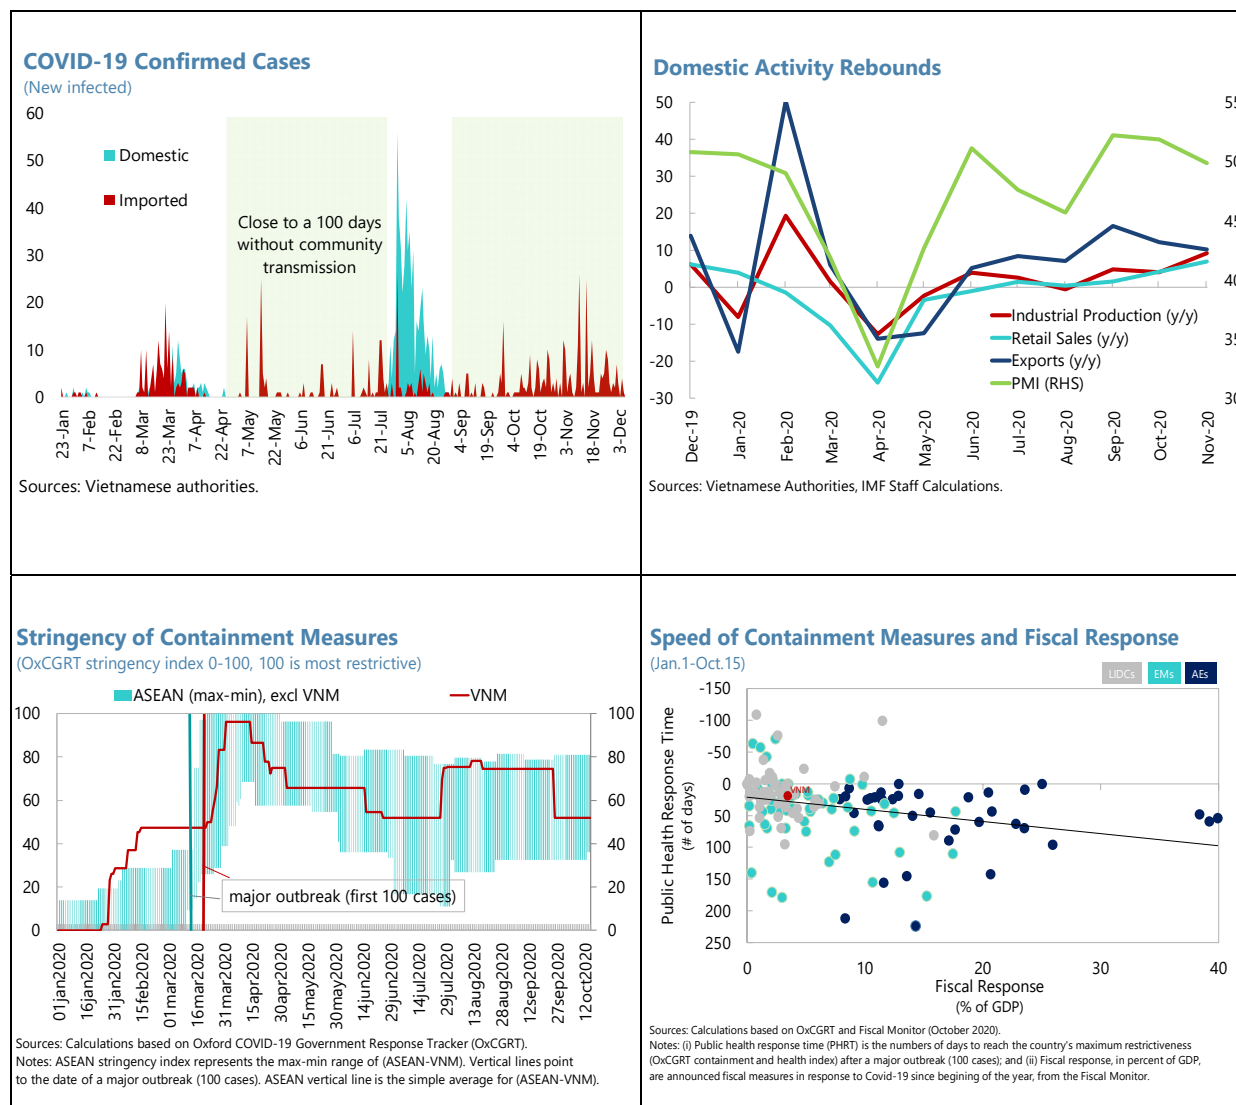 COVID-19 Confirmed Cases
(New infected)
60
50
40
30
20
10
0
Domestic
Imported
Close to a 100 days
without community
transmission
23-Jan
7-Feb
22-Feb
8-Mar
23-Mar
7-Apr
22-Apr
7-May
22-May
6-Jun
21-Jun
6-Jul
21-Jul
5-Aug
20-Aug
4-Sep
19-Sep
4-Oct
19-Oct
3-Nov
18-Nov
3-Dec
Sources: Vietnamese authorities.
Domestic Activity Rebounds
50
40
30
20
10
0
-10
-20
-30
55
50
45
40
35
30
Industrial Production (y/y)
Retail Sales (y/y)
Exports (y/y)
PMI (RHS)
Dec-19
Jan-20
Feb-20
Mar-20
Apr-20
May-20
Jun-20
Jul-20
Aug-20
Sep-20
Oct-20
Nov-20
Sources: Vietnamese Authorities, IMF Staff Calculations.
Stringency of Containment Measures
(OxCGRT stringency index 0-100, 100 is most restrictive)
ASEAN (max-min), excl VNM
VNM
100
80
60
40
20
0
100
80
60
40
20
0
major outbreak (first 100 cases)
01jan2020
16jan2020
31jan2020
15feb2020
01mar2020
16mar2020
31mar2020
15apr2020
30apr2020
15may2020
30may2020
14jun2020
29jun2020
14jul2020
29jul2020
13aug2020
28aug2020
12sep2020
27sep2020
12oct2020
Sources: Calculations based on Oxford COVID-19 Government Response Tracker (OxCGRT).
Notes: ASEAN stringency index represents the max-min range of (ASEAN-VNM). Vertical lines point
to the date of a major outbreak (100 cases). ASEAN vertical line is the simple average for (ASEAN-VNM).
Speed of Containment Measures and Fiscal Response
(Jan.1-Oct.15)
LIDCs
EMs
AEs
Public Health Response Time
(# of days)
-150
-100
-50
0
50
100
150
200
250
VNM
0
10
20
30
40
Fiscal Response
(% of GDP)
Sources: Calculations based on OxCGRT and Fiscal Monitor (October 2020).
Notes: (i) Public health response time (PHRT) is the numbers of days to reach the country's maximum restrictiveness
(OxCGRT containment and health index) after a major outbreak (100 cases); and (ii) Fiscal response, in percent of GDP,
are announced fiscal measures in response to Covid-19 since begining of the year, from the Fiscal Monitor.